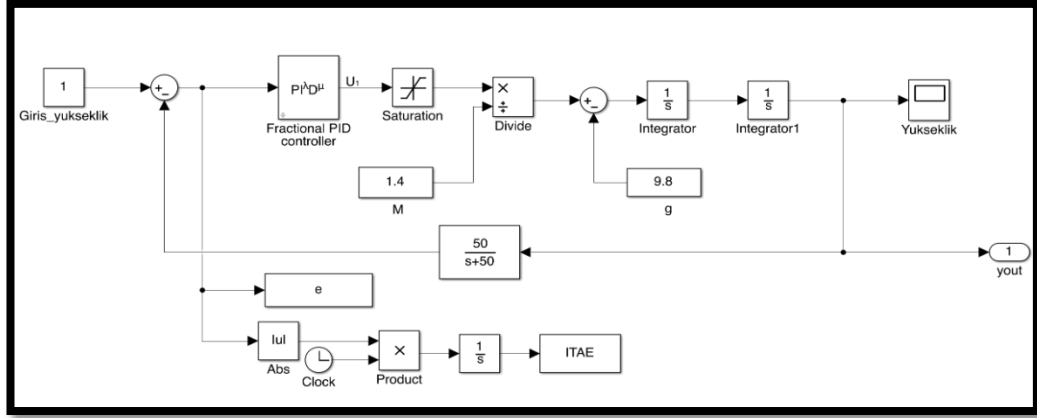 1
Giris_yukseklik
+
−
PIᵏDᵘ
Fractional PID
controller
U₁
Saturation
×
÷
Divide
1.4
M
+
−
9.8
g
1
s
Integrator
1
s
Integrator1
Yukseklik
50
s+50
1
yout
e
|u|
Abs
Clock
×
Product
1
s
ITAE